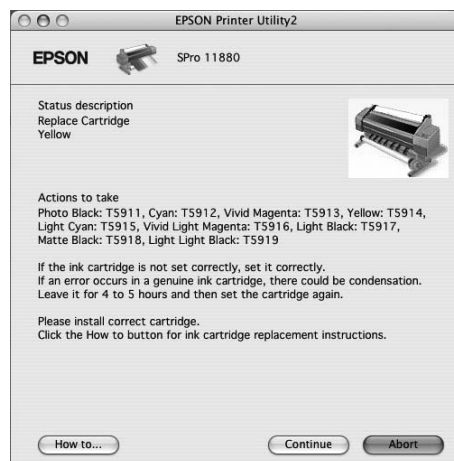 EPSON Printer Utility2
EPSON SPro 11880
Status description
Replace Cartridge
Yellow
Actions to take
Photo Black: T5911, Cyan: T5912, Vivid Magenta: T5913, Yellow: T5914,
Light Cyan: T5915, Vivid Light Magenta: T5916, Light Black: T5917,
Matte Black: T5918, Light Light Black: T5919
If the ink cartridge is not set correctly, set it correctly.
If an error occurs in a genuine ink cartridge, there could be condensation.
Leave it for 4 to 5 hours and then set the cartridge again.
Please install correct cartridge.
Click the How to button for ink cartridge replacement instructions.
How to... Continue Abort